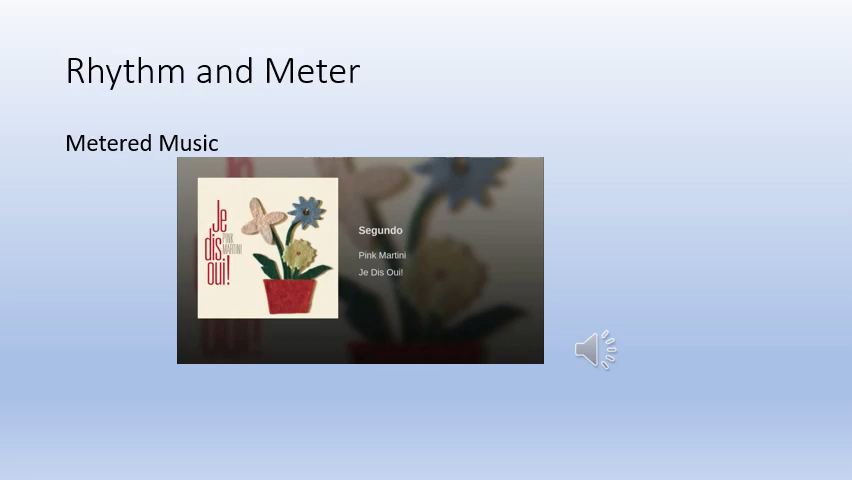 Rhythm and Meter
Metered Music
Je
dis
oui!
PINK
MARTINI
Segundo
Pink Martini
Je Dis Oui!